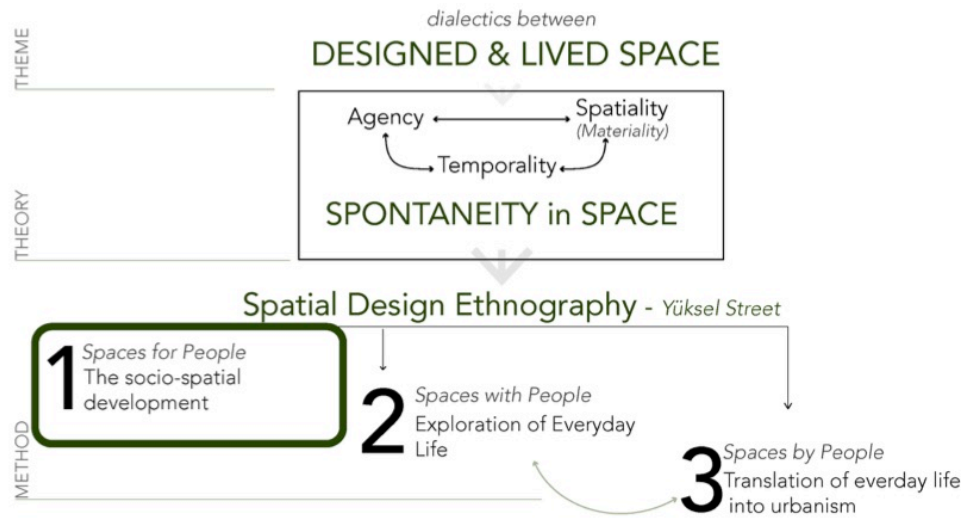 THEME
dialectics between
DESIGNED & LIVED SPACE
THEORY
Agency
Spatiality
(Materiality)
Temporality
SPONTANEITY in SPACE
METHOD
Spatial Design Ethnography - Yüksel Street
1
Spaces for People
The socio-spatial
development
2
Spaces with People
Exploration of Everyday
Life
3
Spaces by People
Translation of everday life
into urbanism